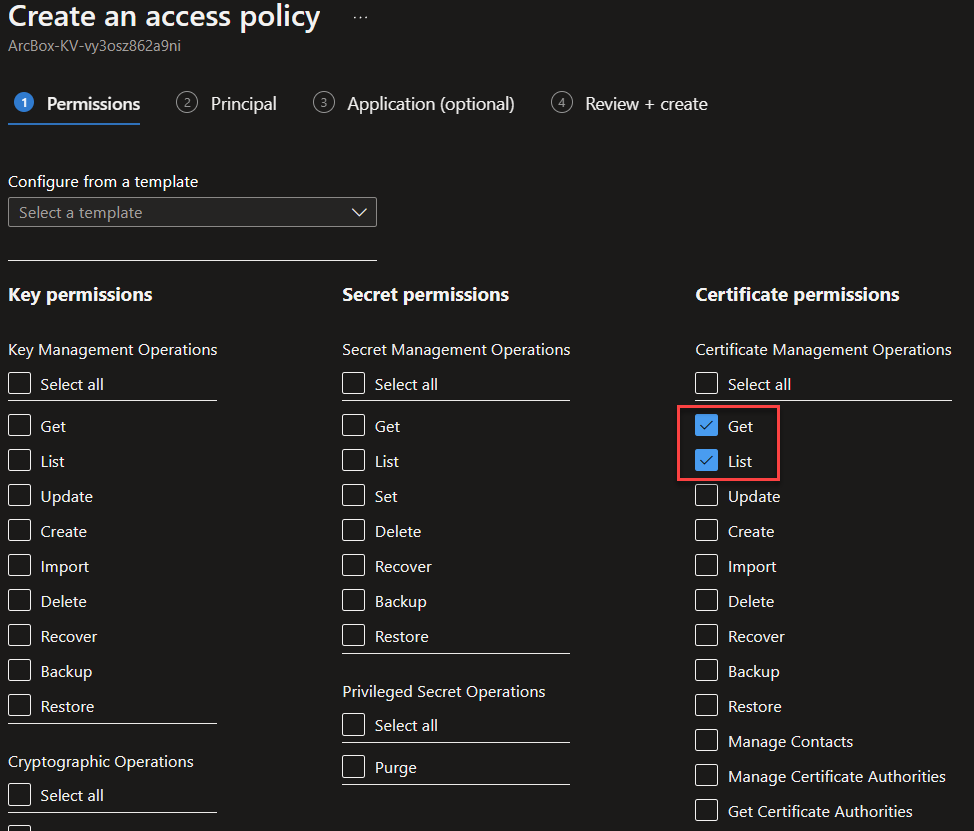 Create an access policy ...
ArcBox-KV-vy3osz862a9ni
1 Permissions 2 Principal 3 Application (optional) 4 Review + create
Configure from a template
Select a template
Key permissions
Key Management Operations
Select all
Get
List
Update
Create
Import
Delete
Recover
Backup
Restore
Cryptographic Operations
Select all
Secret permissions
Secret Management Operations
Select all
Get
List
Set
Delete
Recover
Backup
Restore
Privileged Secret Operations
Select all
Purge
Certificate permissions
Certificate Management Operations
Select all
Get
List
Update
Create
Import
Delete
Recover
Backup
Restore
Manage Contacts
Manage Certificate Authorities
Get Certificate Authorities